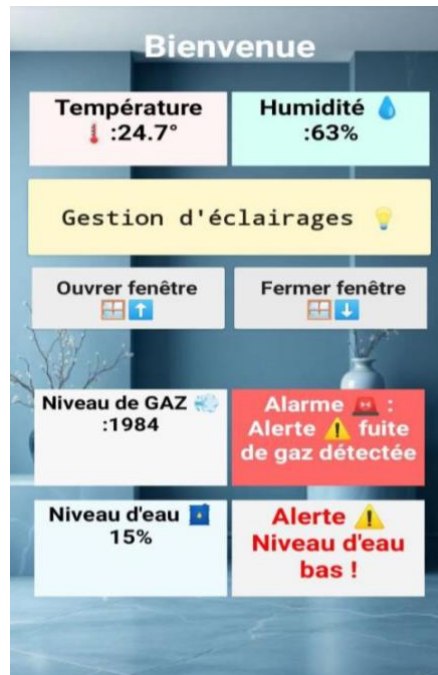 Bienvenue
Température
🌡️ :24.7°
Humidité 💧
:63%
Gestion d'éclairages 💡
Ouvrer fenêtre
🪟⬆️
Fermer fenêtre
🪟⬇️
Niveau de GAZ 💨
:1984
Alarme 🚨 :
Alerte ⚠️ fuite
de gaz détectée
Niveau d'eau
15%
Alerte ⚠️
Niveau d'eau
bas !